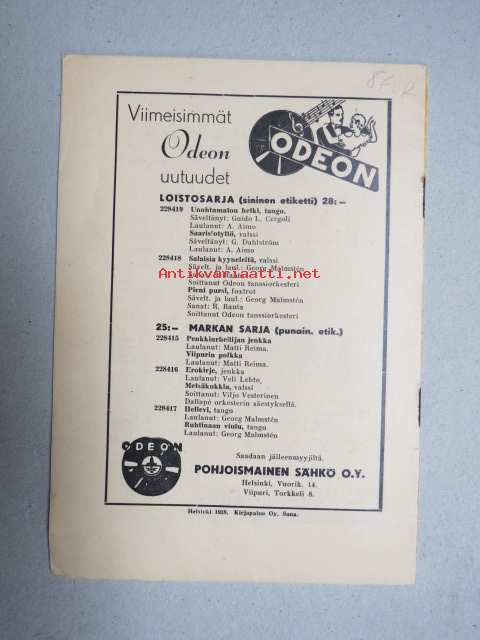 Viimeisimmät
Odeon
uutuudet
ODEON
LOISTOSARJA (sininen etiketti) 28:—
228419 Unohtumaton hetki, tango.
Säveltänyt: Guido L. Cergoli
Laulanut: A. Aimo
Saaristotyttö, valssi
Säveltänyt: G. Dahlström
Laulanut: A. Aimo
228418 Salaisia kyyneleitä, valssi
Sävelt. ja laul.: Georg Malmstén
Soittanut Odeon tanssiorkesteri
Pieni pursi, foxtrot
Sävelt. ja laul.: Georg Malmstén
Sanat: R. Ranta
Soittanut Odeon tanssiorkesteri
25:— MARKAN SARJA (punain. etik.)
228415 Penkkiurheilijan jenkka
Laulanut: Matti Reima.
Viipurin polkka
Laulanut: Matti Reima.
228416 Erokirje, jenkka
Laulanut: Veli Lehto,
Metsäkukkia, valssi
Soittanut: Viljo Vesterinen
Dallapé orkesterin säestyksellä.
228417 Hellevi, tango
Laulanut: Georg Malmstén
Ruhtinaan viulu, tango
Laulanut: Georg Malmstén
ODEON
Saadaan jälleenmyyjiltä.
POHJOISMAINEN SÄHKÖ O.Y.
Helsinki, Vuorik. 14.
Viipuri, Torkkeli 8.
Helsinki 1938. Kirjapaino Oy. Sana.
Antikvariaatti.net